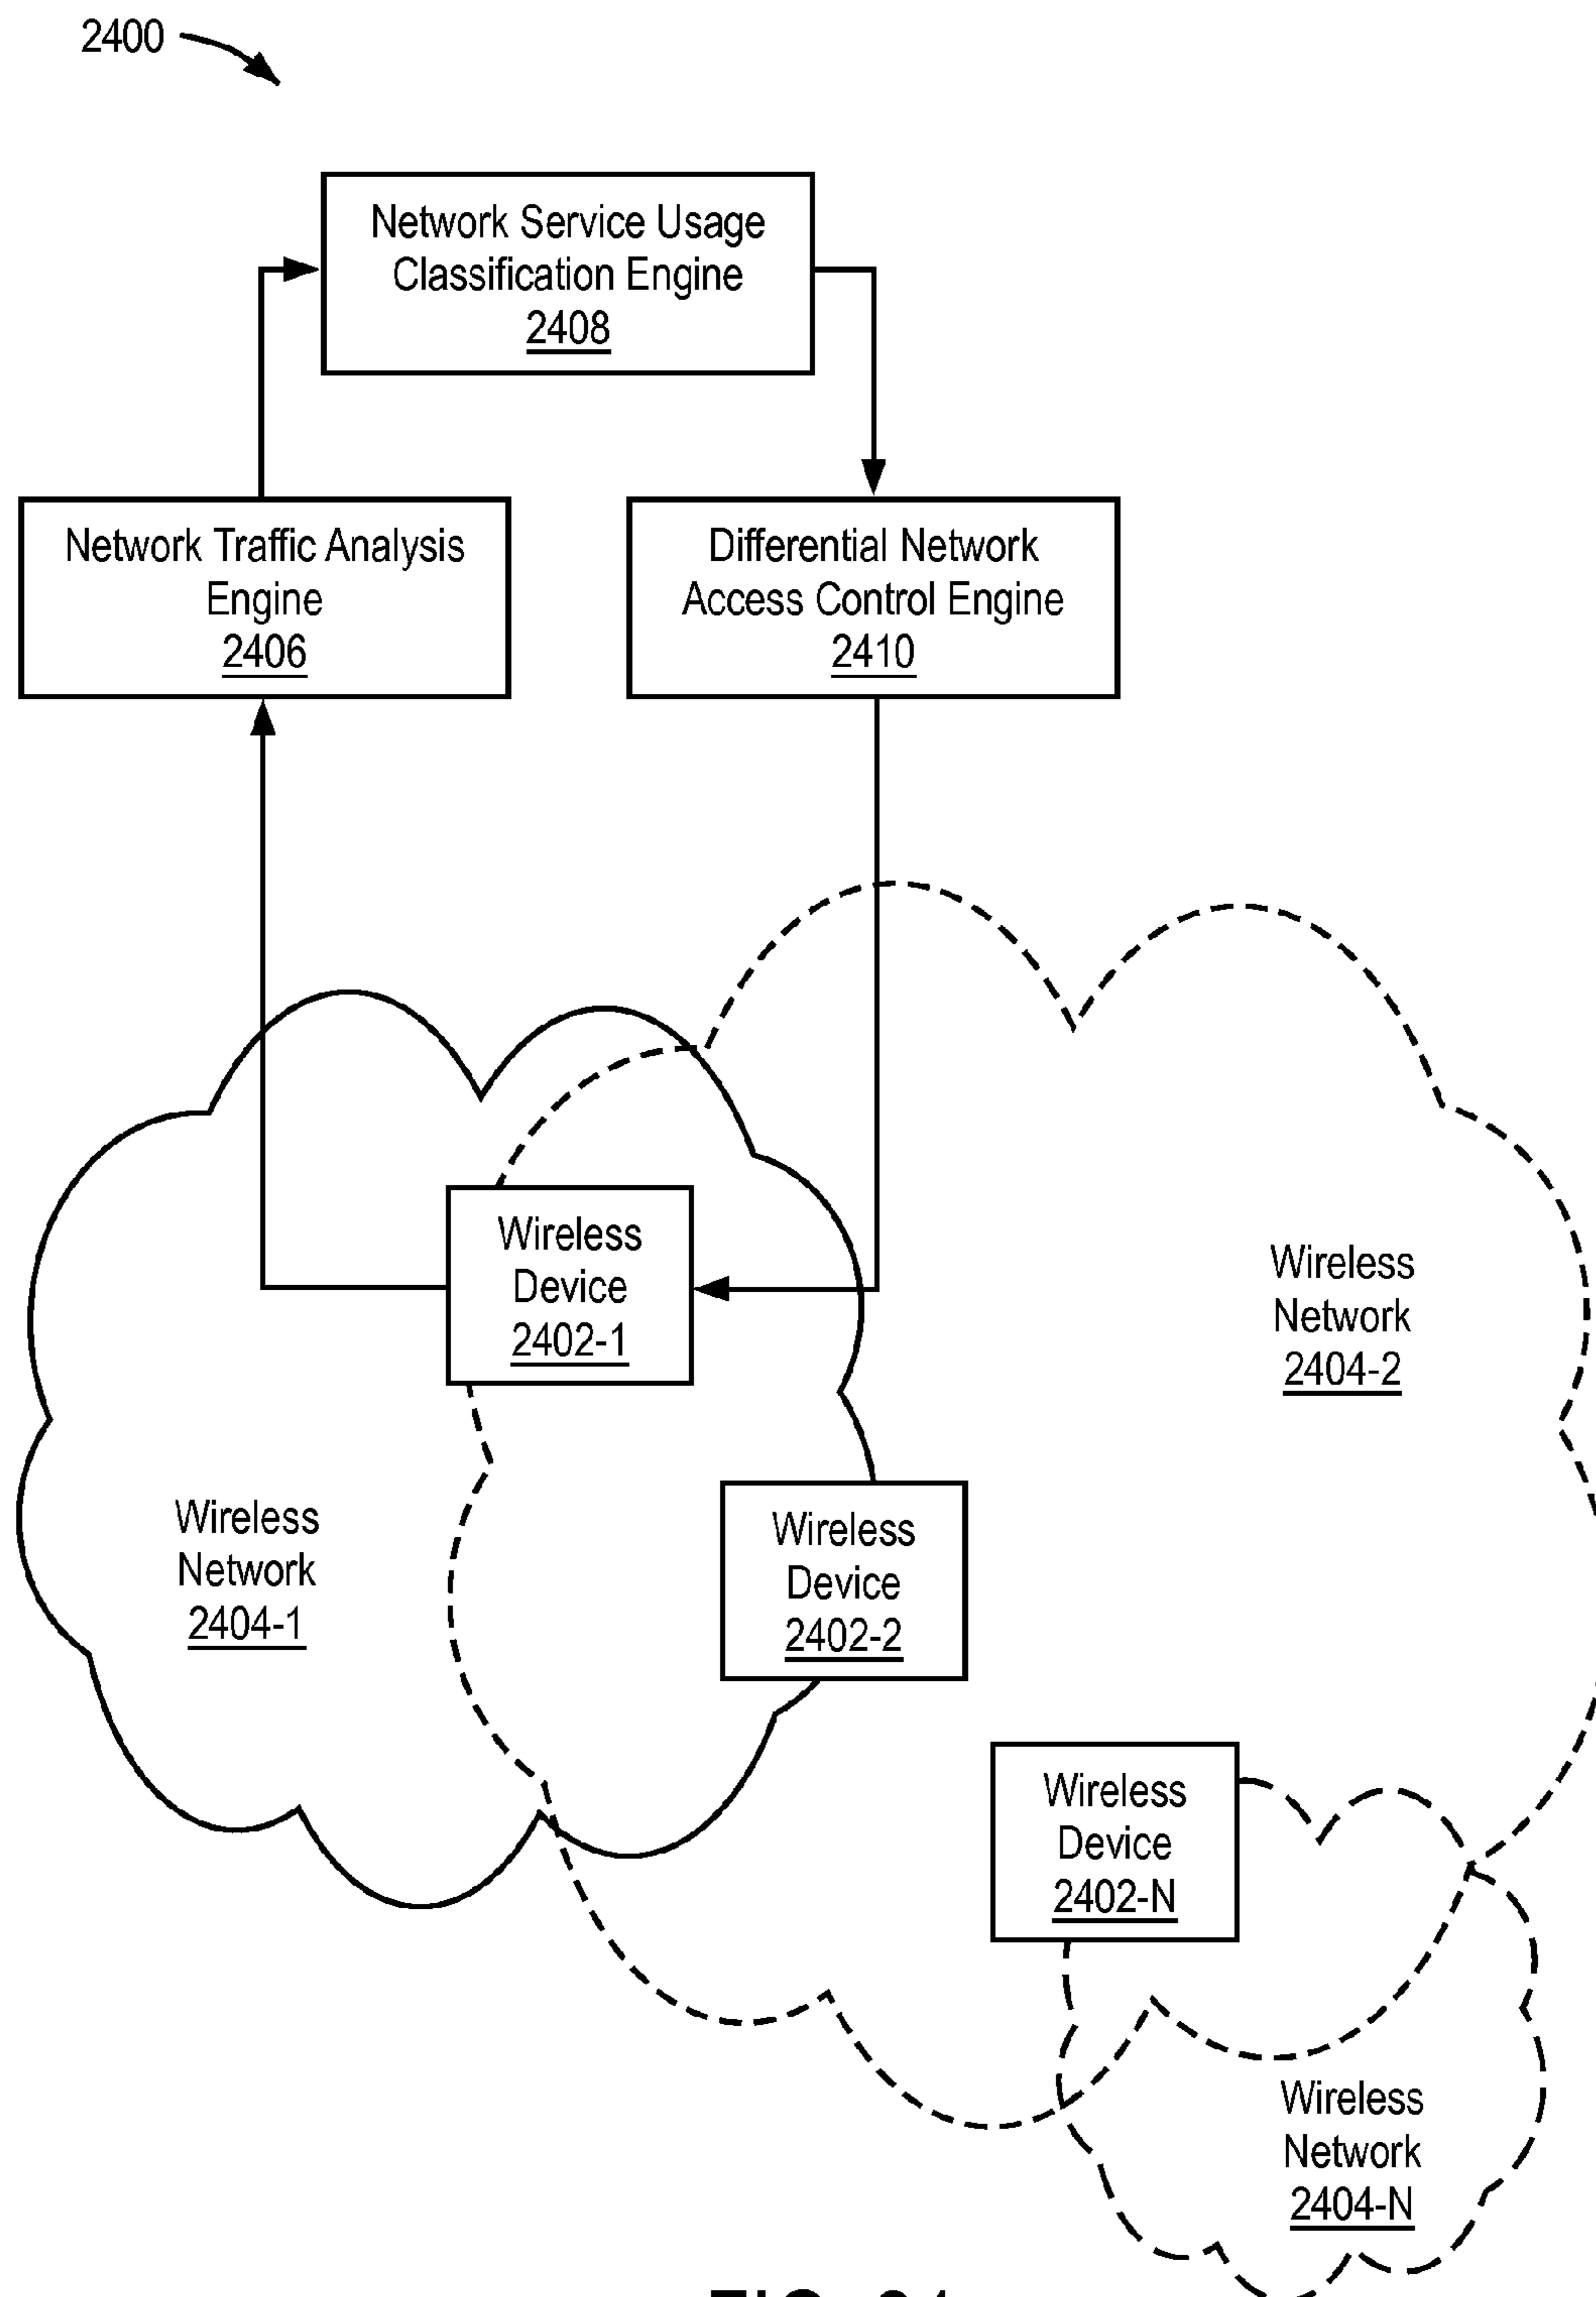 2400
Network Service Usage
Classification Engine
2408
Network Traffic Analysis
Engine
2406
Differential Network
Access Control Engine
2410
Wireless
Device
2402-1
Wireless
Network
2404-2
Wireless
Network
2404-1
Wireless
Device
2402-2
Wireless
Device
2402-N
Wireless
Network
2404-N